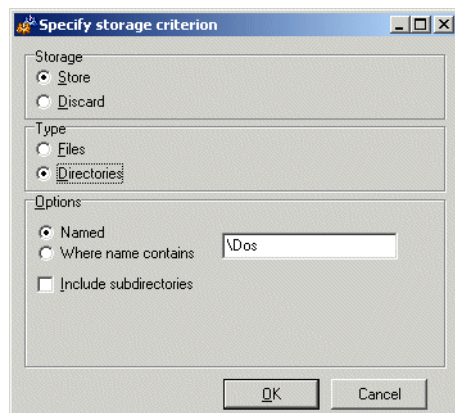 Specify storage criterion
Storage
Store
Discard
Type
Files
Directories
Options
Named
Where name contains
\Dos
Include subdirectories
OK
Cancel